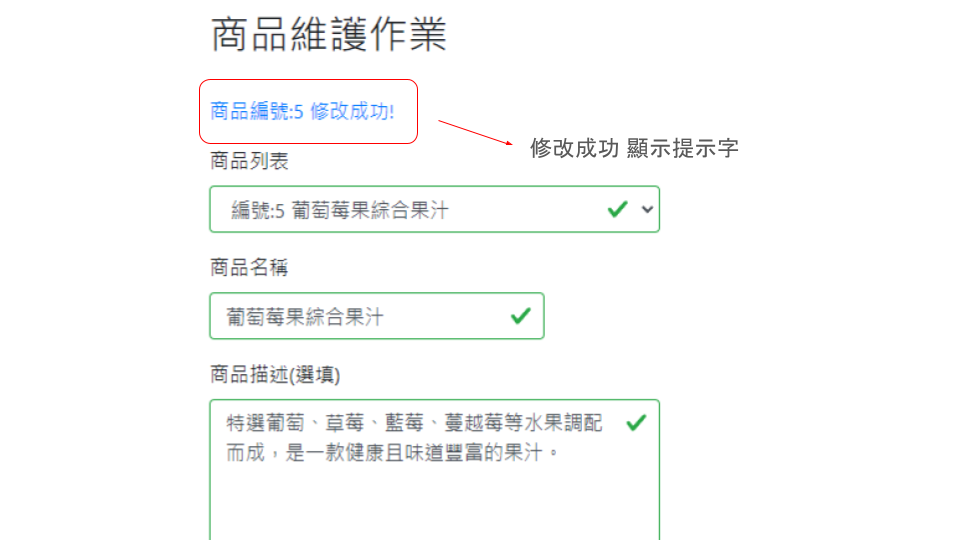 商品維護作業
商品編號:5 修改成功!
修改成功 顯示提示字
商品列表
編號:5 葡萄莓果綜合果汁
商品名稱
葡萄莓果綜合果汁
商品描述(選填)
特選葡萄、草莓、藍莓、蔓越莓等水果調配
而成，是一款健康且味道豐富的果汁。